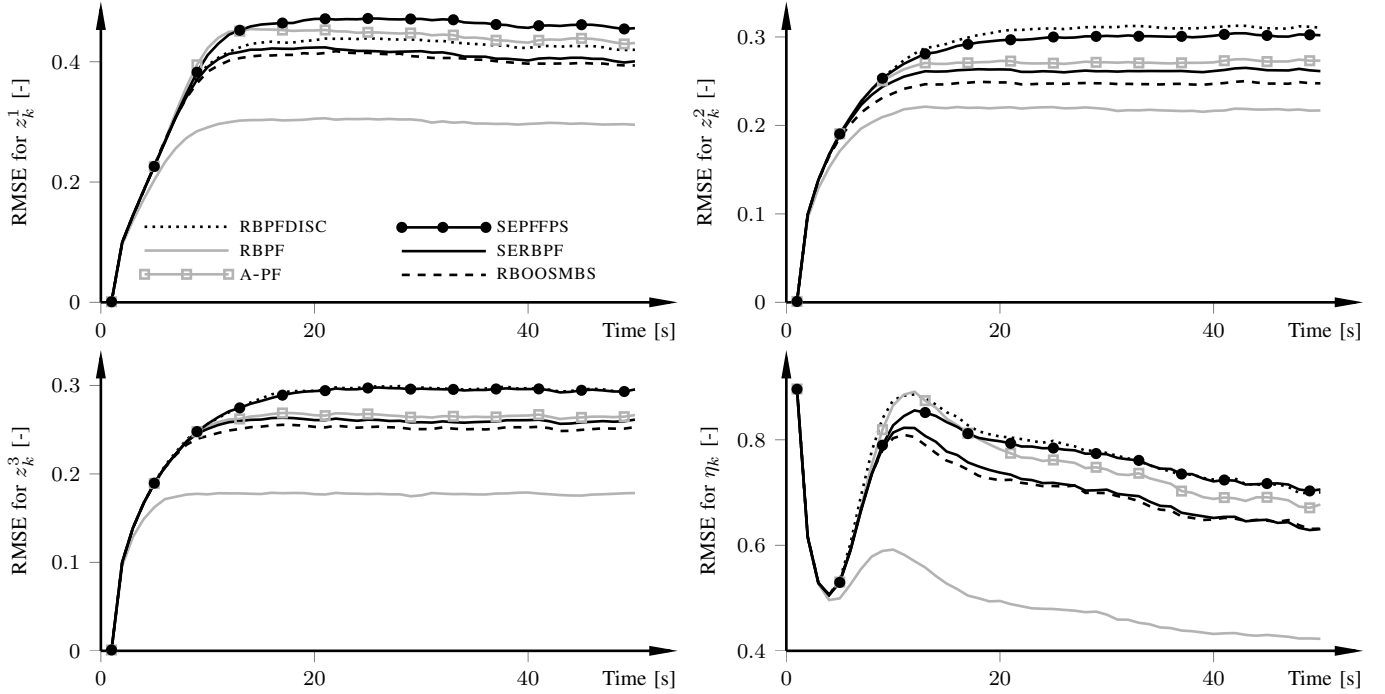 RMSE for z_k^1 [-]
0.4
0.2
0
0
20
40
Time [s]
RBPFDISC
RBPF
A-PF
SEPFFPS
SERBPF
RBOOSMBS
RMSE for z_k^2 [-]
0.3
0.2
0.1
0
0
20
40
Time [s]
RMSE for z_k^3 [-]
0.3
0.2
0.1
0
0
20
40
Time [s]
RMSE for η_k [-]
0.8
0.6
0.4
0
20
40
Time [s]